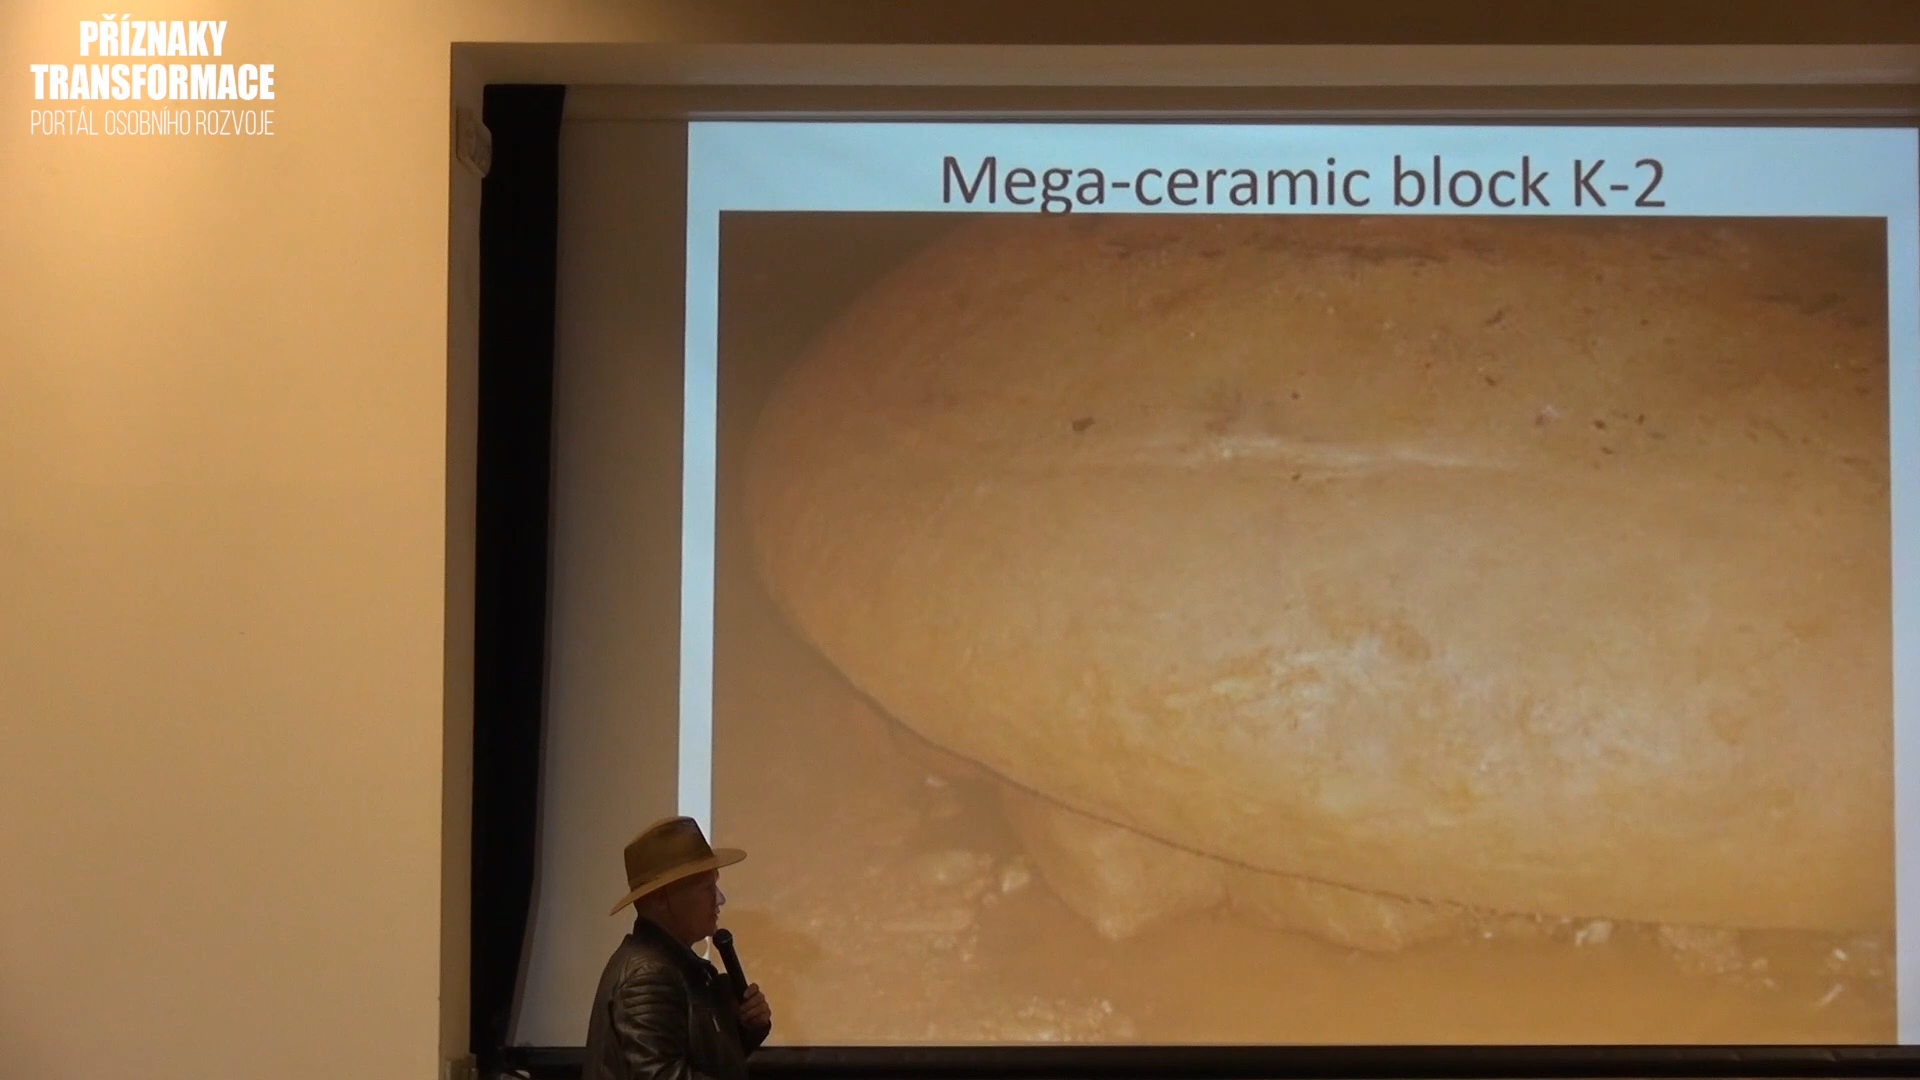 PŘÍZNAKY
TRANSFORMACE
PORTÁL OSOBNÍHO ROZVOJE
Mega-ceramic block K-2